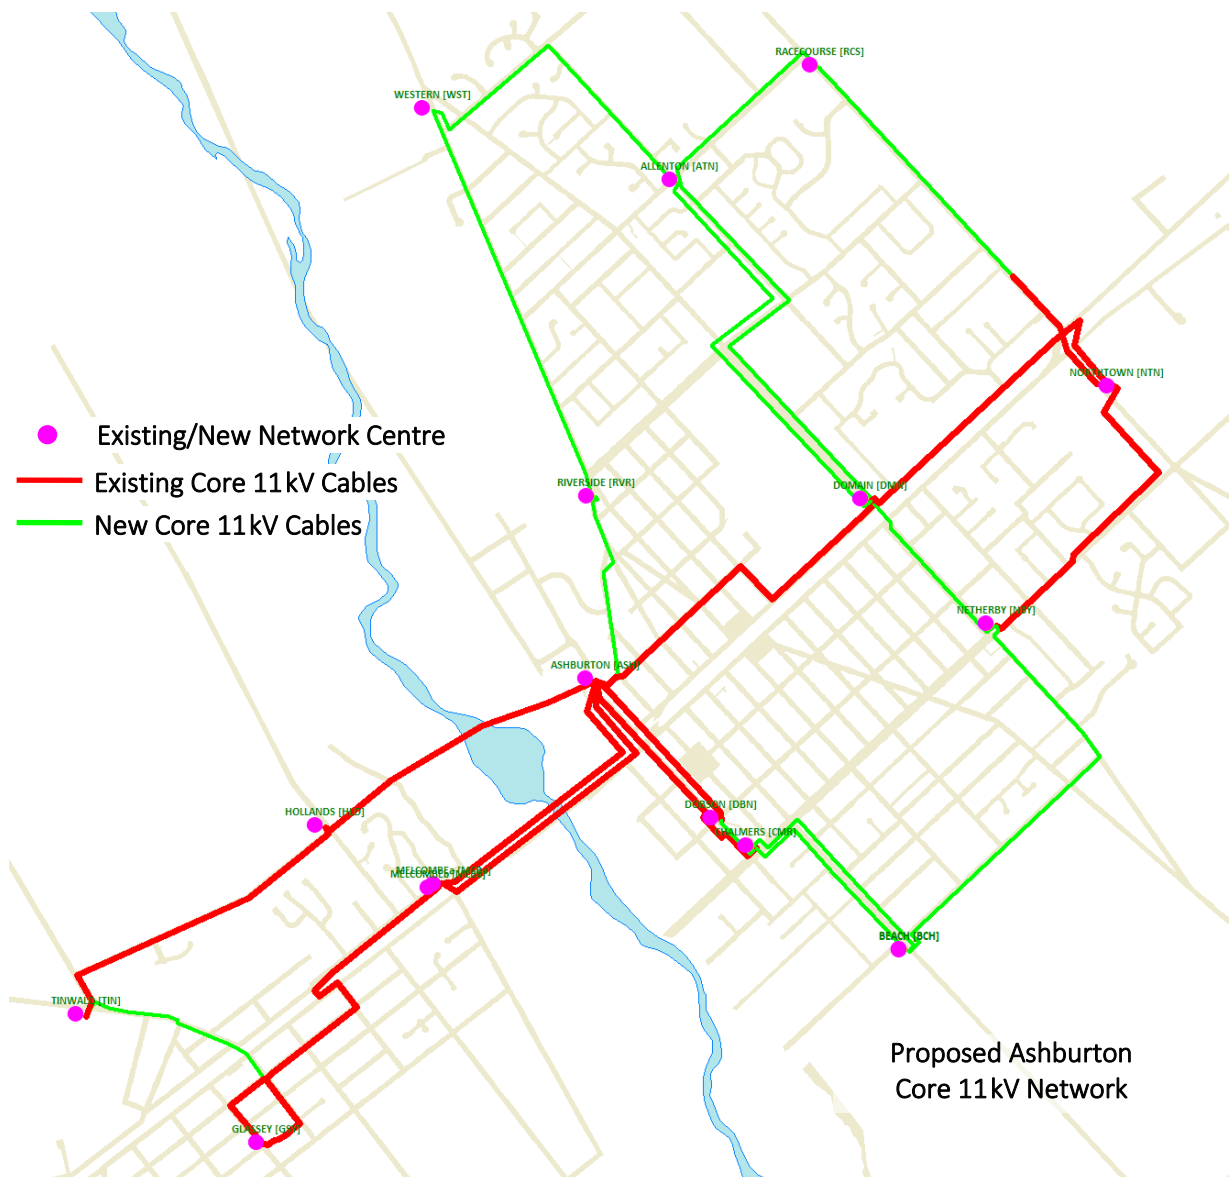 RACECOURSE [RCS]
WESTERN [WST]
ALLENTON [ATN]
NORTHTOWN [NTN]
Existing/New Network Centre
Existing Core 11kV Cables
New Core 11kV Cables
RIVERSIDE [RVR]
DOMAIN [DMN]
NETHERBY [NBY]
ASHBURTON [ASH]
HOLLANDS [HLD]
DOBSON [DBN]
CHALMERS [CMR]
MELCOMBEa
BEACH [BCH]
TINWALD [TIN]
GLASSEY [GSY]
Proposed Ashburton
Core 11kV Network